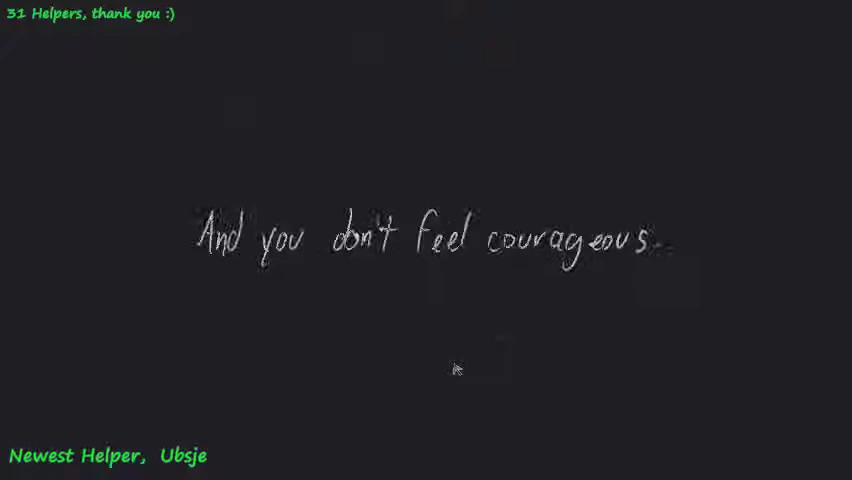 31 Helpers, thank you :)
And you don't feel courageous...
Newest Helper, Ubsje